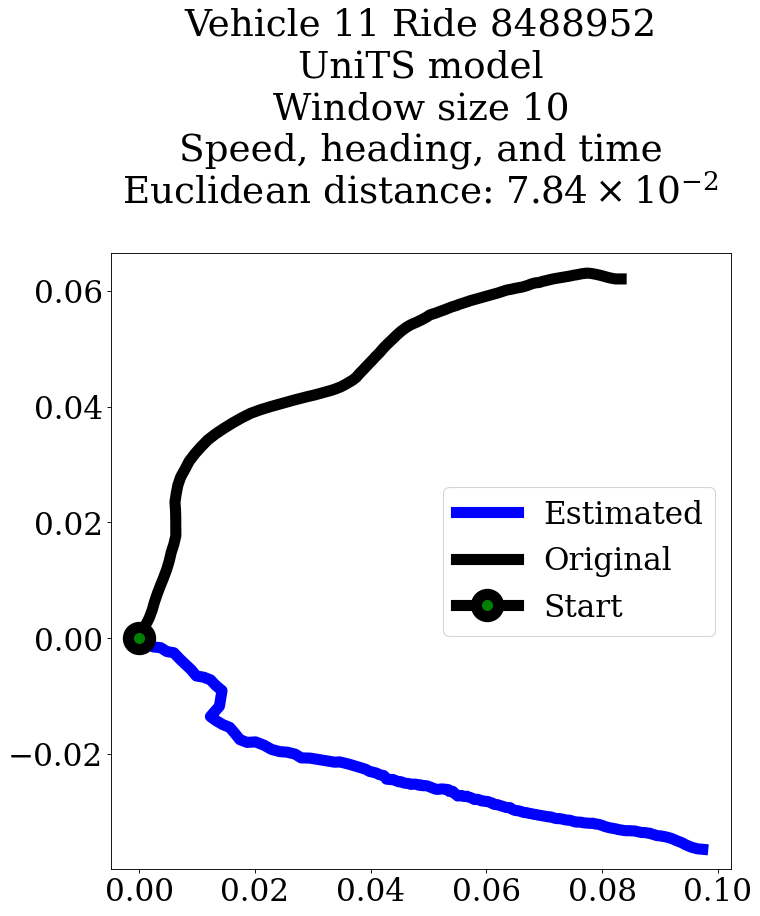 Vehicle 11 Ride 8488952
UniTS model
Window size 10
Speed, heading, and time
Euclidean distance: 7.84 × 10⁻²
0.06
0.04
0.02
0.00
−0.02
Estimated
Original
Start
0.00 0.02 0.04 0.06 0.08 0.10